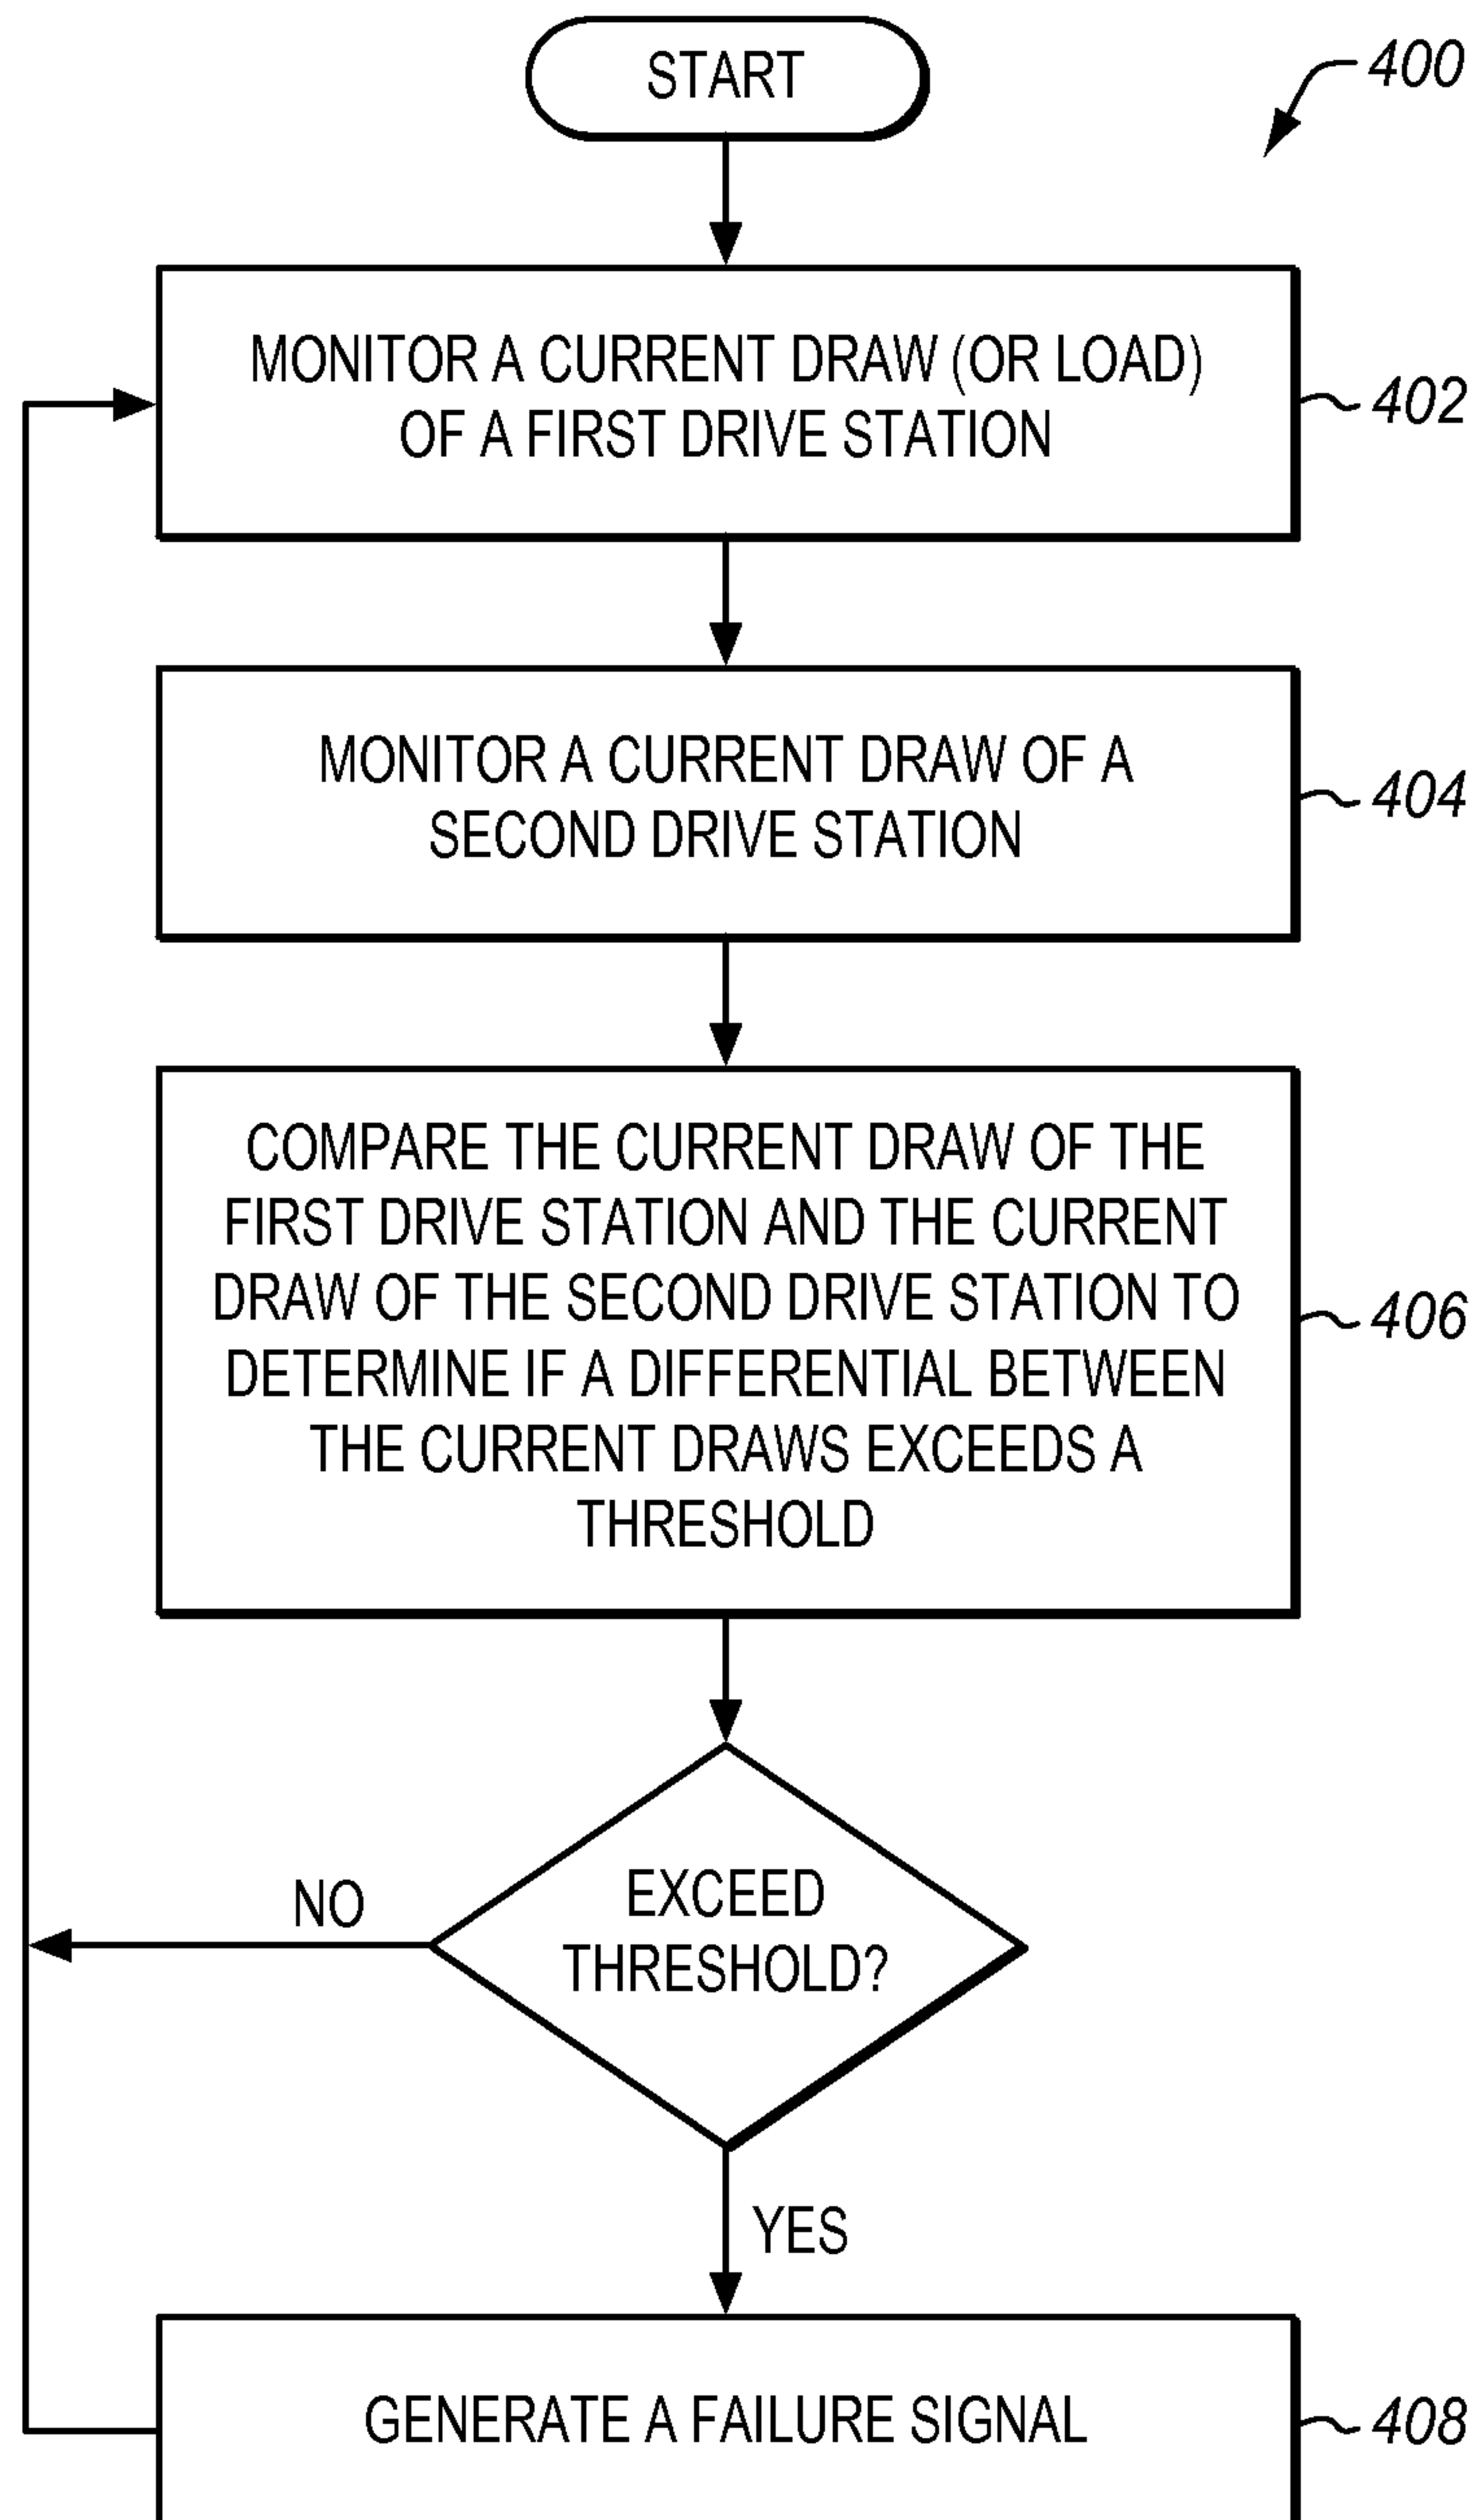 START
400
MONITOR A CURRENT DRAW (OR LOAD)
OF A FIRST DRIVE STATION
402
MONITOR A CURRENT DRAW OF A
SECOND DRIVE STATION
404
COMPARE THE CURRENT DRAW OF THE
FIRST DRIVE STATION AND THE CURRENT
DRAW OF THE SECOND DRIVE STATION TO
DETERMINE IF A DIFFERENTIAL BETWEEN
THE CURRENT DRAWS EXCEEDS A
THRESHOLD
406
EXCEED
THRESHOLD?
NO
YES
GENERATE A FAILURE SIGNAL
408